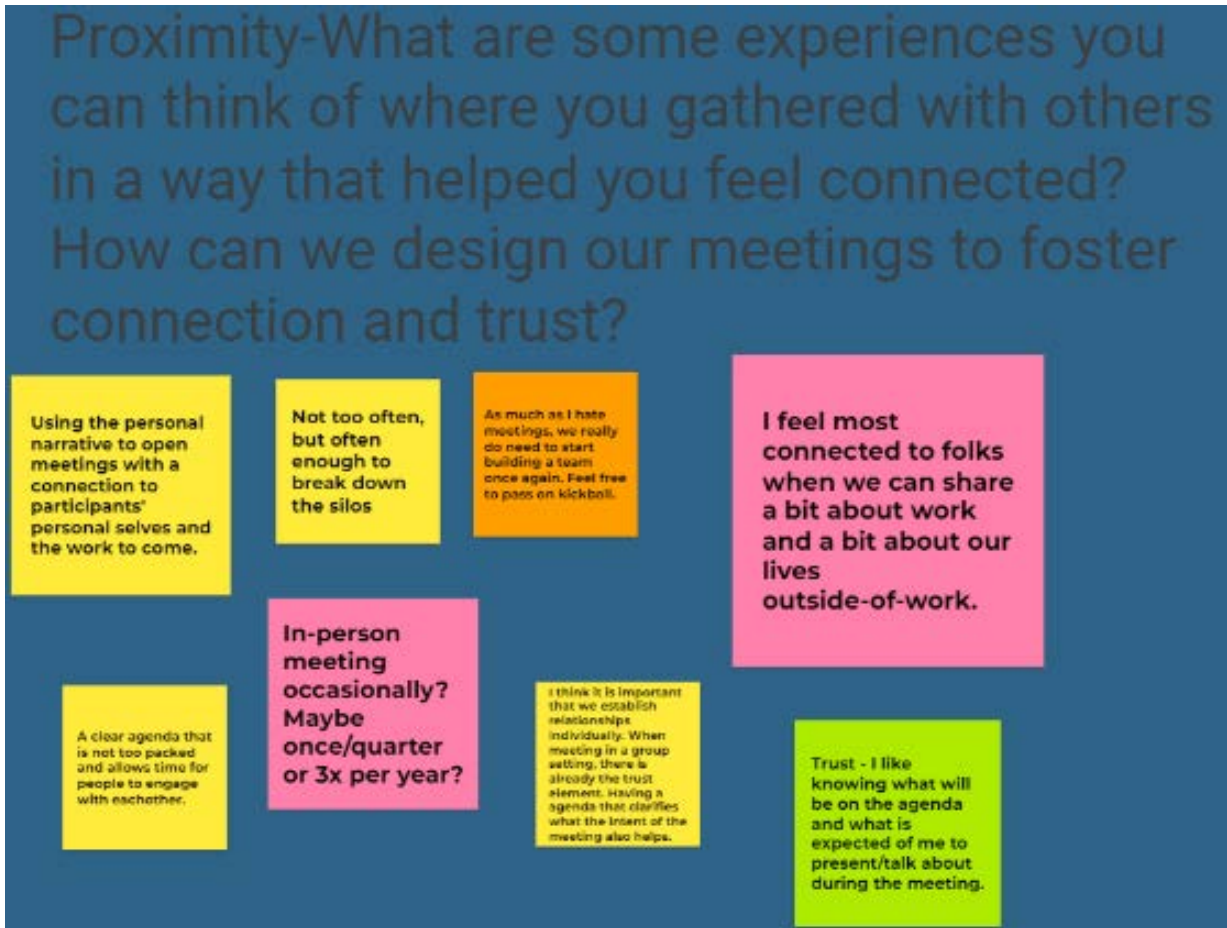 Proximity-What are some experiences you
can think of where you gathered with others
in a way that helped you feel connected?
How can we design our meetings to foster
connection and trust?
Using the personal
narrative to open
meetings with a
connection to
participants'
personal selves and
the work to come.
Not too often,
but often
enough to
break down
the silos
As much as I hate
meetings, we really
do need to start
building a team
once again. Feel free
to pass on kickball.
I feel most
connected to folks
when we can share
a bit about work
and a bit about our
lives
outside-of-work.
A clear agenda that
is not too packed
and allows time for
people to engage
with eachother.
In-person
meeting
occasionally?
Maybe
once/quarter
or 3x per year?
I think it is important
that we establish
relationships
individually. When
meeting in a group
setting, there is
already the trust
element. Having a
agenda that clarifies
what the intent of the
meeting also helps.
Trust - I like
knowing what will
be on the agenda
and what is
expected of me to
present/talk about
during the meeting.